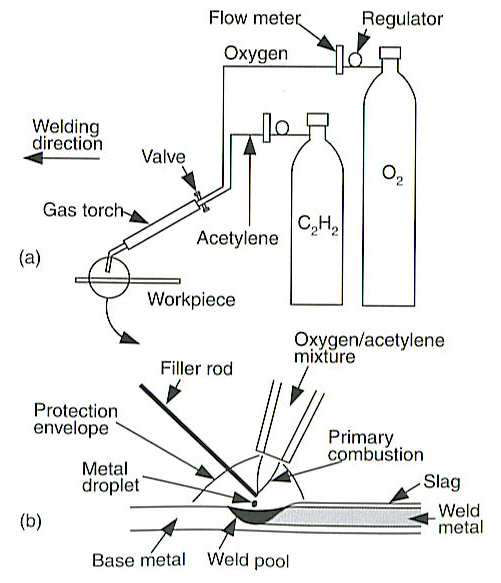 Flow meter
Regulator
Oxygen
Welding
direction
Valve
O2
Gas torch
C2H2
Acetylene
(a)
Workpiece
Oxygen/acetylene
mixture
Filler rod
Protection
envelope
Primary
combustion
Metal
droplet
Slag
(b)
Weld
metal
Base metal
Weld pool